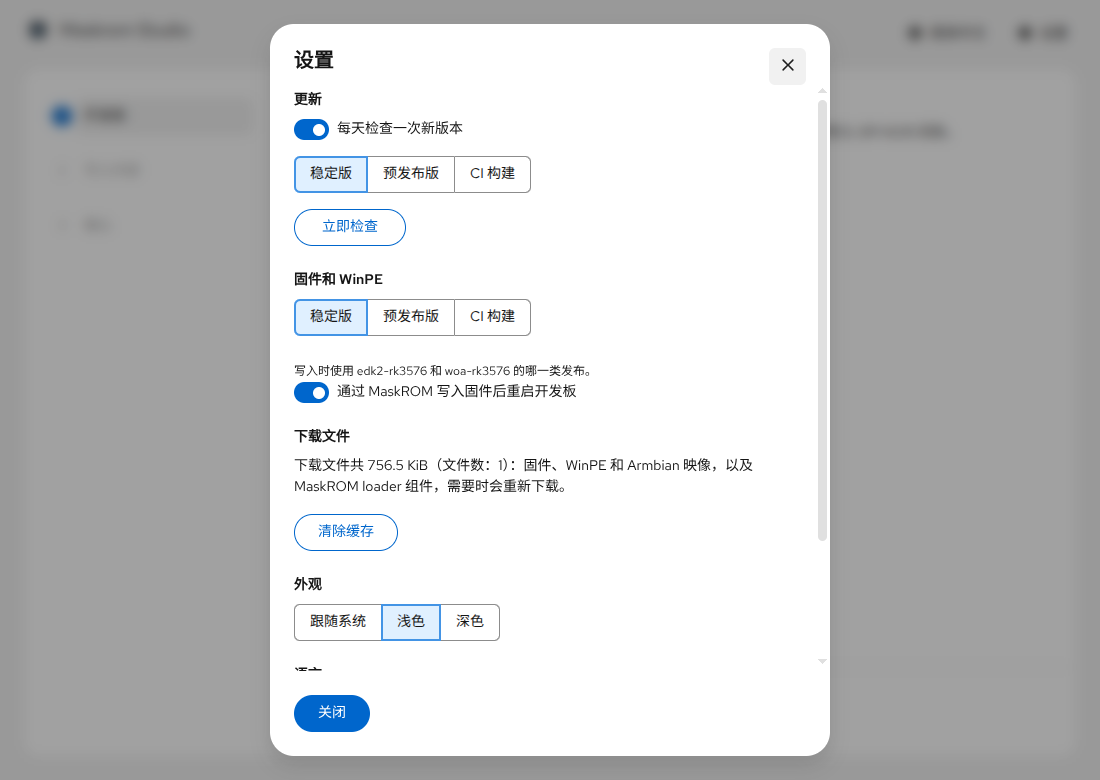 设置
更新
每天检查一次新版本
稳定版
预发布版
CI 构建
立即检查
固件和 WinPE
稳定版
预发布版
CI 构建
写入时使用 edk2-rk3576 和 woa-rk3576 的哪一类发布。
通过 MaskROM 写入固件后重启开发板
下载文件
下载文件共 756.5 KiB（文件数：1）：固件、WinPE 和 Armbian 映像，以及
MaskROM loader 组件，需要时会重新下载。
清除缓存
外观
跟随系统
浅色
深色
关闭